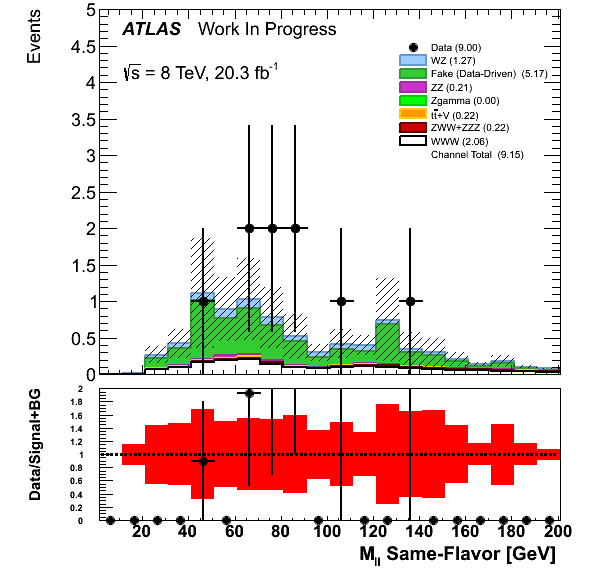 Events
5
4.5
4
3.5
3
2.5
2
1.5
1
0.5
0
ATLAS Work In Progress
√s = 8 TeV, 20.3 fb-1
Data (9.00)
WZ (1.27)
Fake (Data-Driven) (5.17)
ZZ (0.21)
Zgamma (0.00)
tt̄+V (0.22)
ZWW+ZZZ (0.22)
WWW (2.06)
Channel Total (9.15)
Data/Signal+BG
2
1.8
1.6
1.4
1.2
1
0.8
0.6
0.4
0.2
0
20 40 60 80 100 120 140 160 180 200
Mll Same-Flavor [GeV]